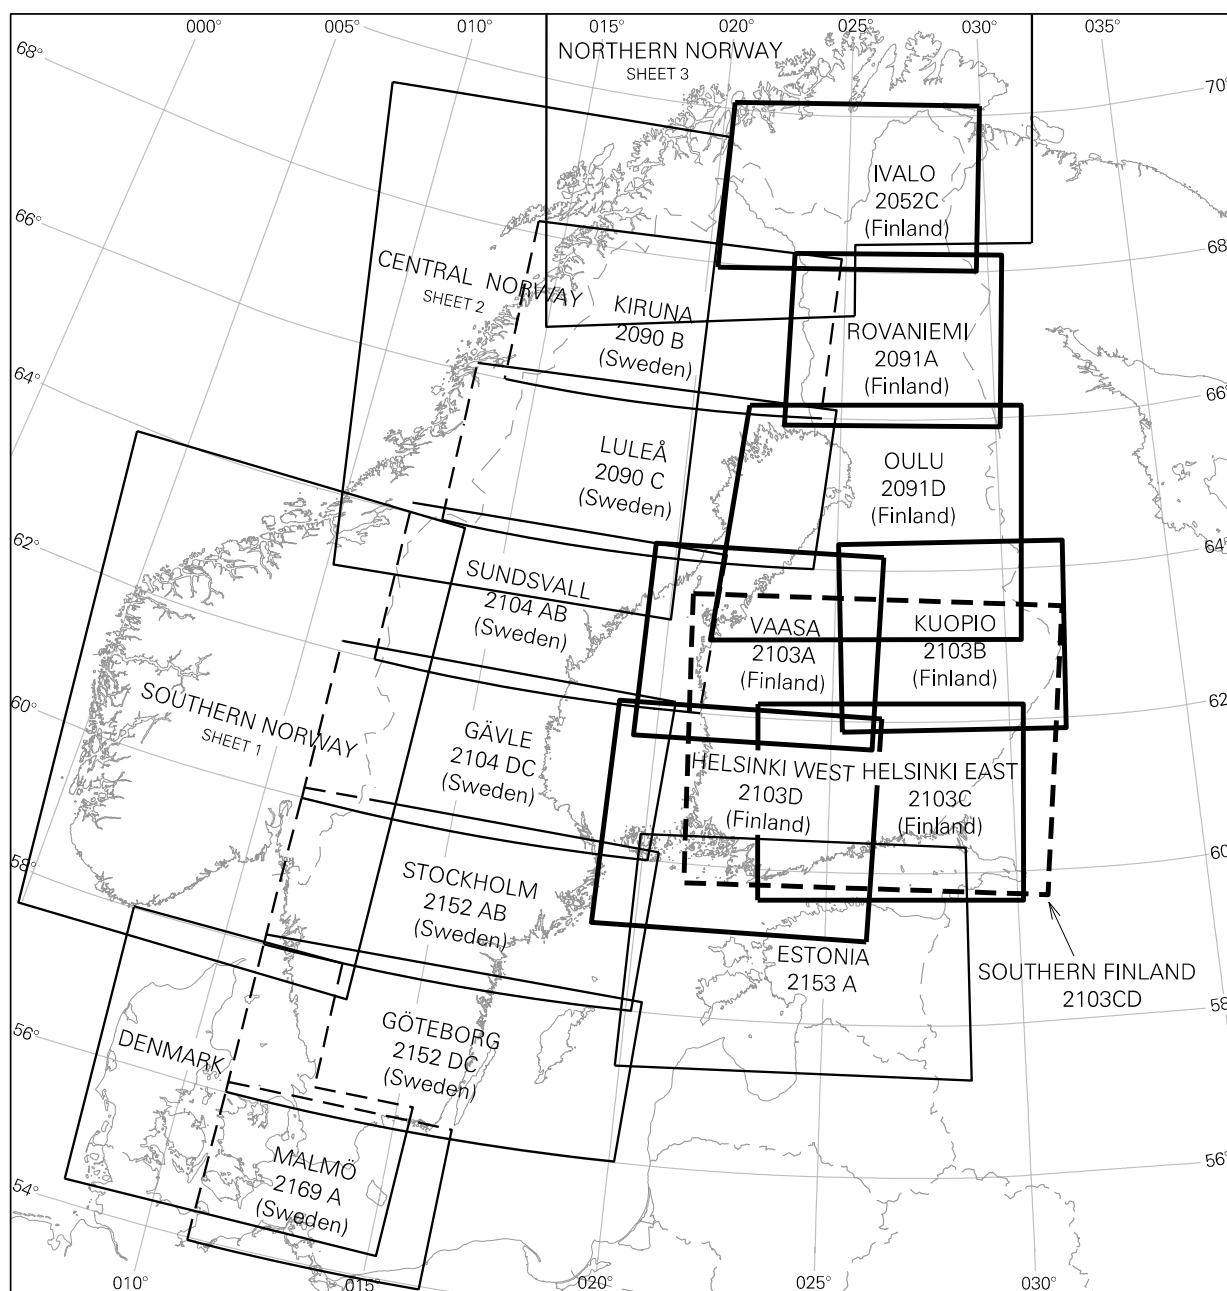 000°
005°
010°
015°
020°
025°
030°
035°
68°
70°
NORTHERN NORWAY
SHEET 3
IVALO
2052C
(Finland)
66°
68°
CENTRAL NORWAY
SHEET 2
KIRUNA
2090 B
(Sweden)
ROVANIEMI
2091A
(Finland)
64°
66°
LULEÅ
2090 C
(Sweden)
OULU
2091D
(Finland)
62°
64°
SUNDSVALL
2104 AB
(Sweden)
VAASA
2103A
(Finland)
KUOPIO
2103B
(Finland)
60°
62°
SOUTHERN NORWAY
SHEET 1
GÄVLE
2104 DC
(Sweden)
HELSINKI WEST
2103D
(Finland)
HELSINKI EAST
2103C
(Finland)
58°
60°
STOCKHOLM
2152 AB
(Sweden)
ESTONIA
2153 A
SOUTHERN FINLAND
2103CD
58°
56°
DENMARK
GÖTEBORG
2152 DC
(Sweden)
56°
54°
MALMÖ
2169 A
(Sweden)
010°
015°
020°
025°
030°